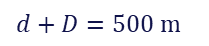 d + D = 500 m